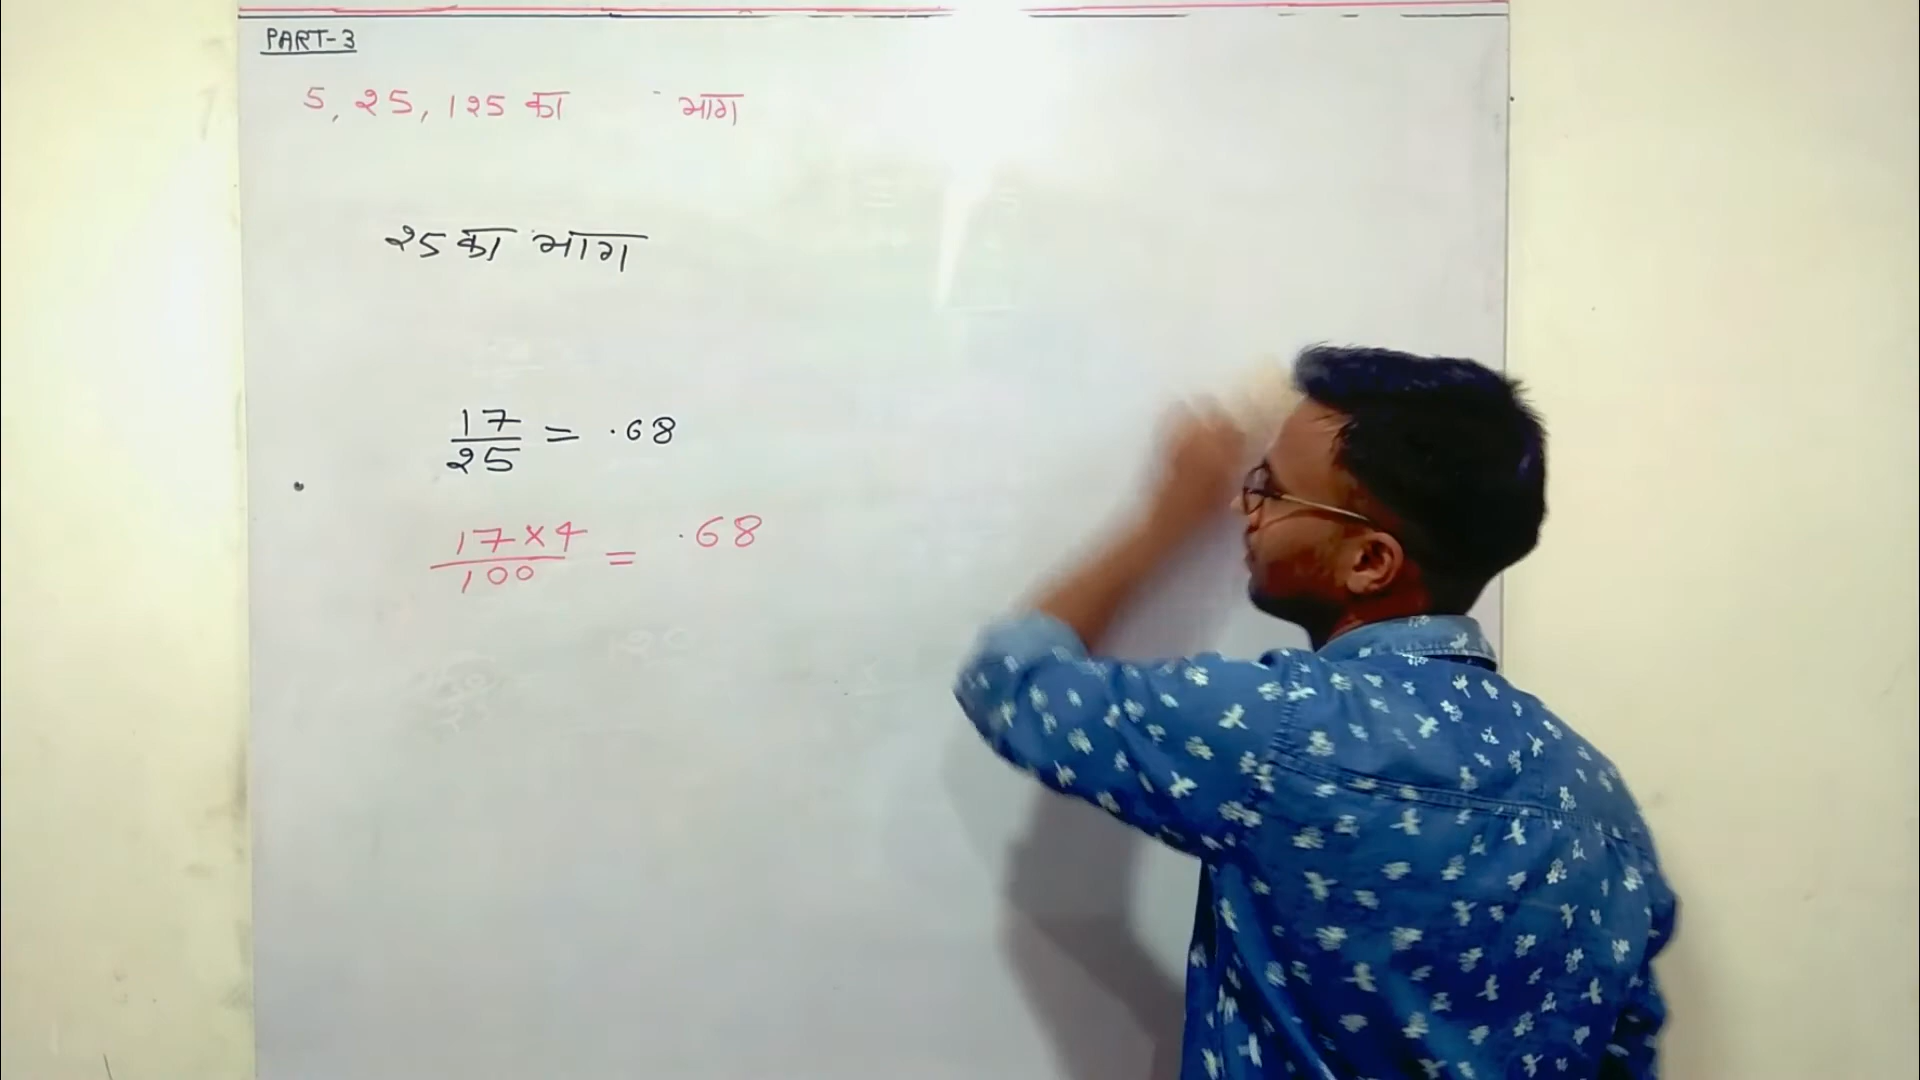 PART-3
5, 25, 125 का भाग
25 का भाग
17/25 = .68
17×4/100 = .68